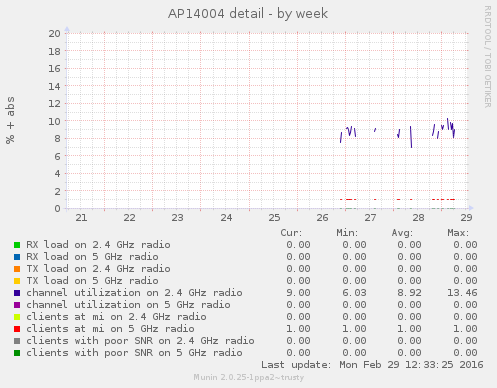 AP14004 detail - by week
RRDTOOL / TOBI OETIKER
% + abs
20
18
16
14
12
10
8
6
4
2
0
21 22 23 24 25 26 27 28 29
Cur: Min: Avg: Max:
RX load on 2.4 GHz radio 0.00 0.00 0.00 0.00
RX load on 5 GHz radio 0.00 0.00 0.00 0.00
TX load on 2.4 GHz radio 0.00 0.00 0.00 0.00
TX load on 5 GHz radio 0.00 0.00 0.00 0.00
channel utilization on 2.4 GHz radio 9.00 6.03 8.92 13.46
channel utilization on 5 GHz radio 0.00 0.00 0.00 0.00
clients at mi on 2.4 GHz radio 0.00 0.00 0.00 0.00
clients at mi on 5 GHz radio 1.00 1.00 1.00 1.00
clients with poor SNR on 2.4 GHz radio 0.00 0.00 0.00 0.00
clients with poor SNR on 5 GHz radio 0.00 0.00 0.00 0.00
Last update: Mon Feb 29 12:33:25 2016
Munin 2.0.25-1ppa2~trusty